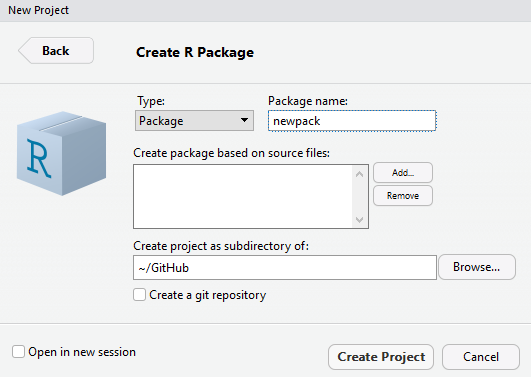 New Project
Back
Create R Package
Type:
Package name:
Package
newpack
R
Create package based on source files:
Add...
Remove
Create project as subdirectory of:
~/GitHub
Browse...
Create a git repository
Open in new session
Create Project
Cancel